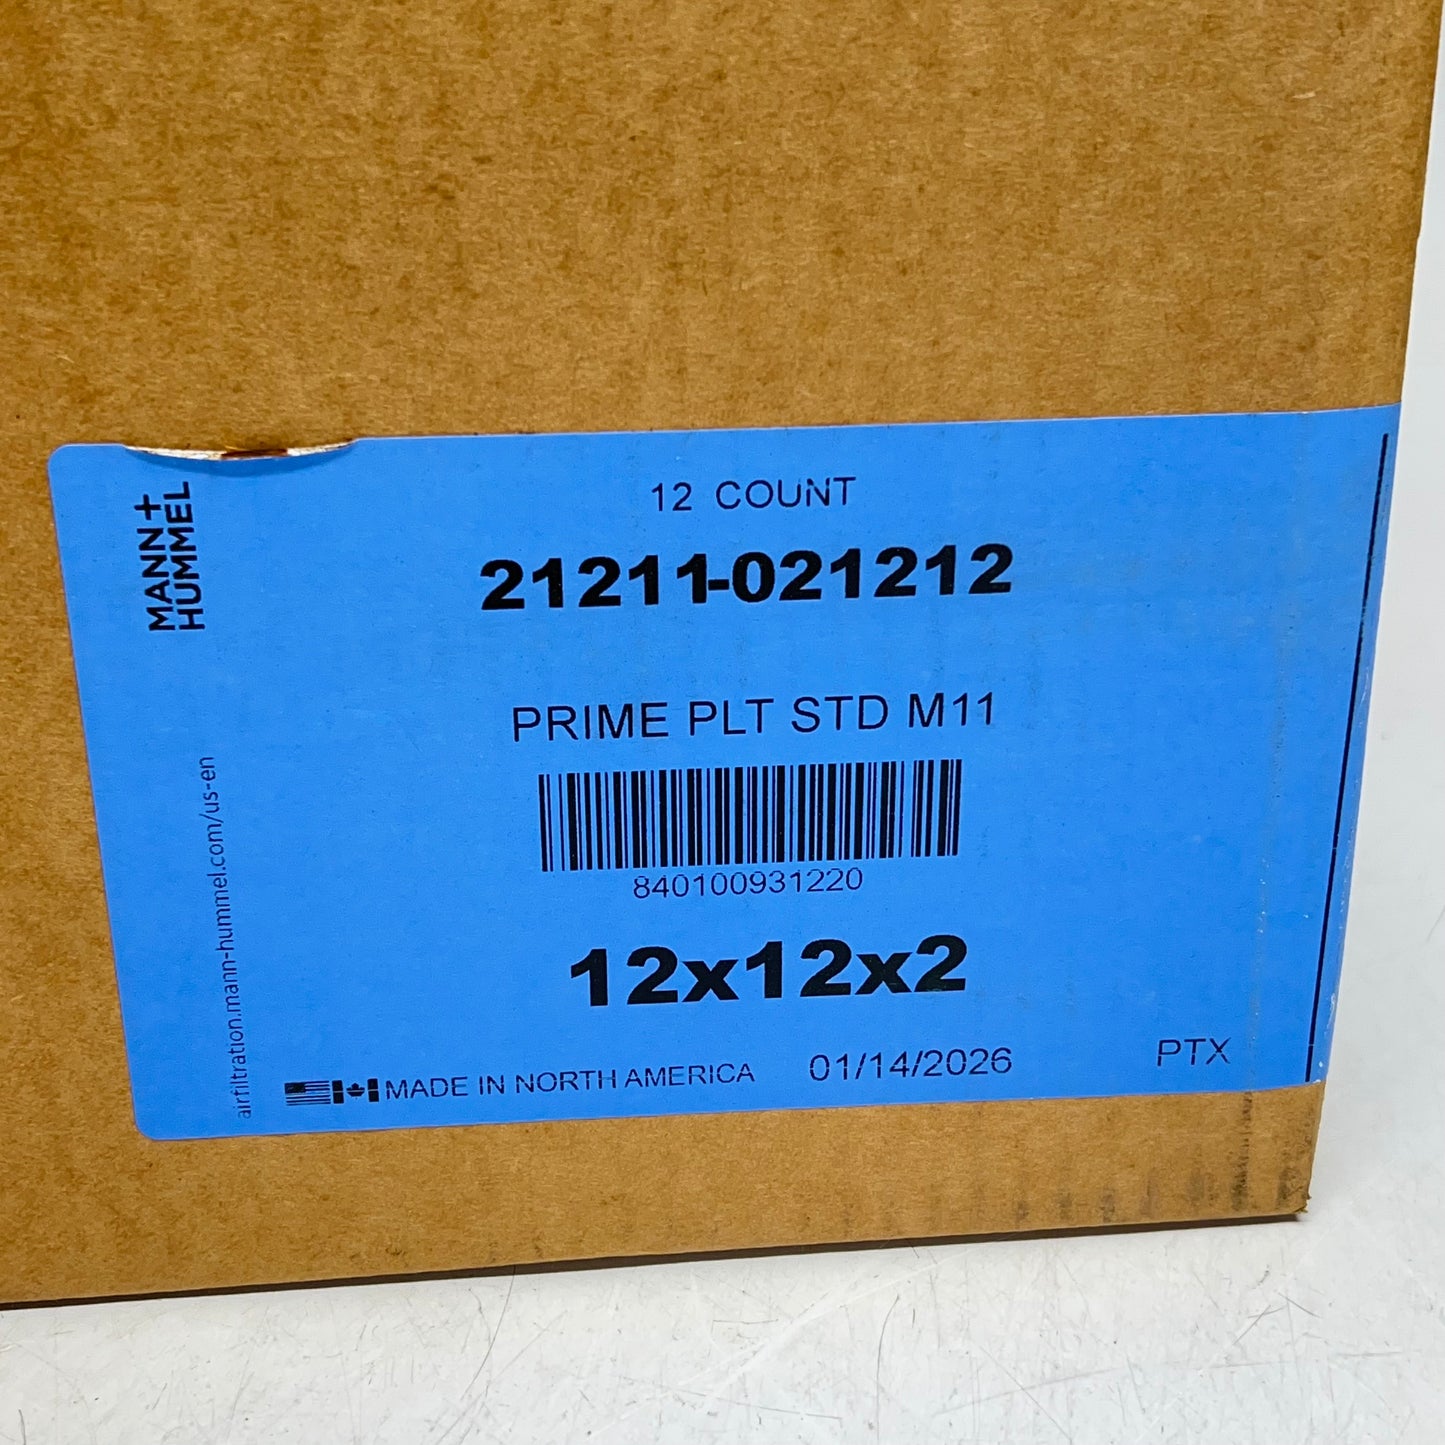 12 COUNT
21211-021212
PRIME PLT STD M11
840100931220
12x12x2
MADE IN NORTH AMERICA 01/14/2026 PTX
MANN+
HUMMEL
airfiltration.mann-hummel.com/us-en